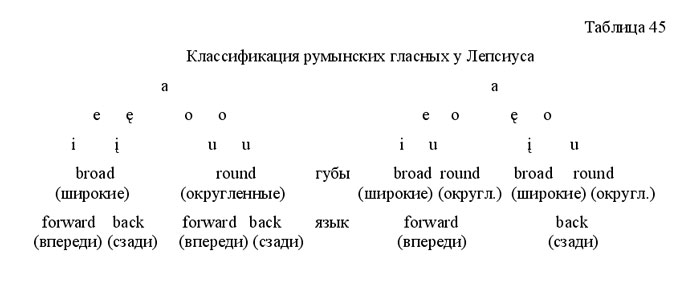 Таблица 45
Классификация румынских гласных у Лепсиуса
a a
e ę o o e o ę o
i į u u i u į u
broad round губы broad round broad round
(широкие) (округленные) (широкие) (округл.) (широкие) (округл.)
forward back forward back язык forward back
(впереди) (сзади) (впереди) (сзади) (впереди) (сзади)